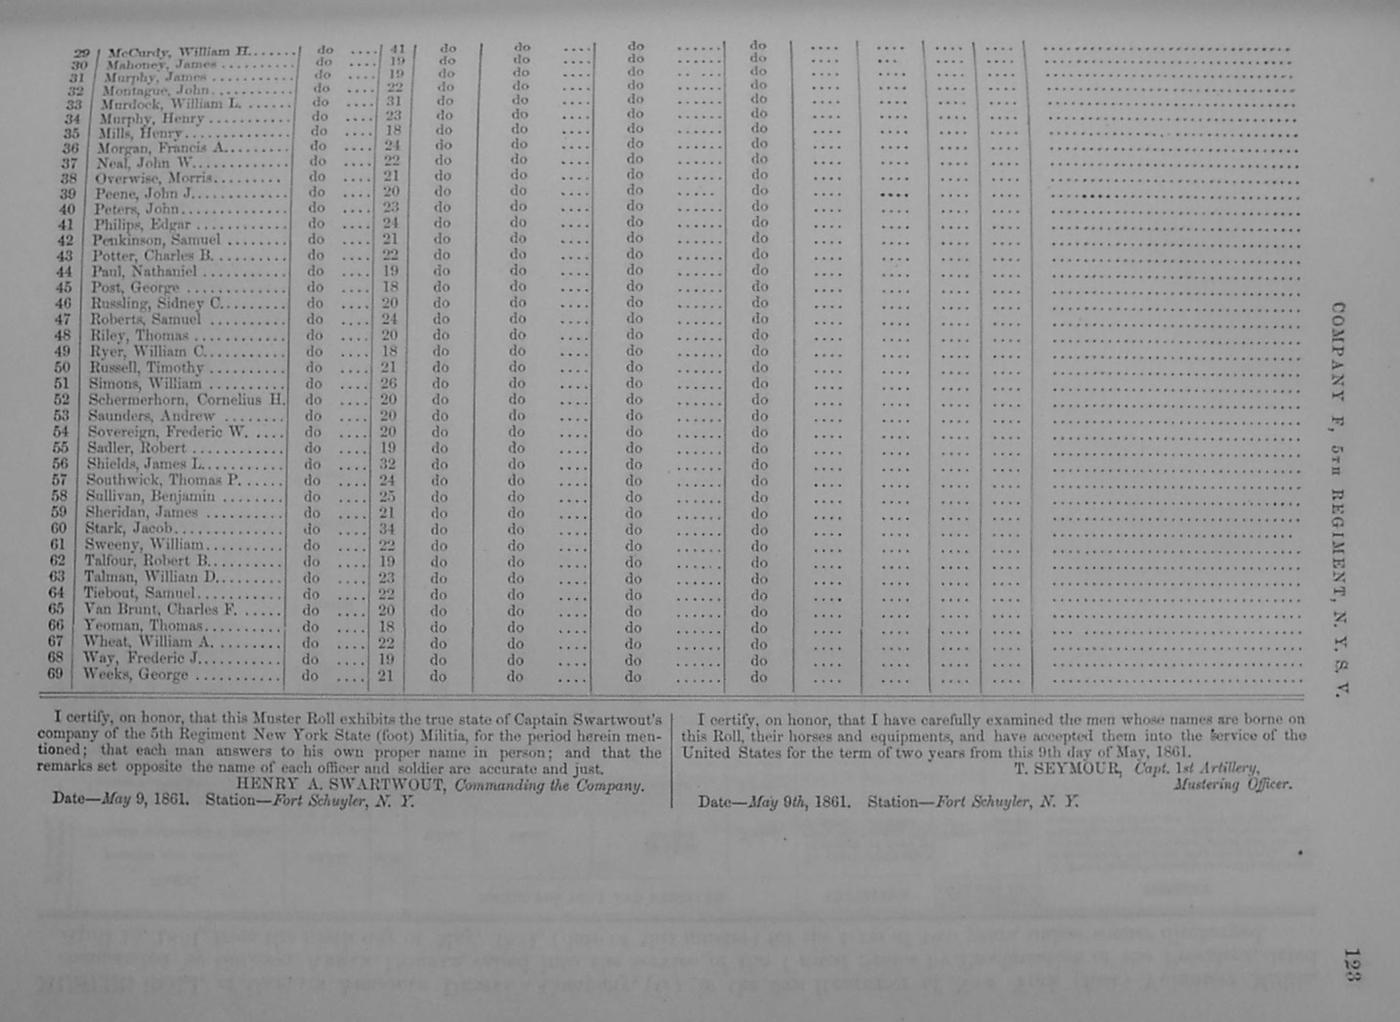 29 McCurdy, William H....... do .... 41 do do .... do ...... do .... .... .... ....
30 Mahoney, James .......... do .... 19 do do .... do ...... do .... .... .... ....
31 Murphy, James ........... do .... 19 do do .... do ...... do .... .... .... ....
32 Montague, John........... do .... 22 do do .... do ...... do .... .... .... ....
33 Murdock, William L. ...... do .... 31 do do .... do ...... do .... .... .... ....
34 Murphy, Henry ........... do .... 23 do do .... do ...... do .... .... .... ....
35 Mills, Henry.............. do .... 18 do do .... do ...... do .... .... .... ....
36 Morgan, Francis A......... do .... 24 do do .... do ...... do .... .... .... ....
37 Neal, John W............. do .... 22 do do .... do ...... do .... .... .... ....
38 Overwise, Morris.......... do .... 21 do do .... do ...... do .... .... .... ....
39 Peene, John J............. do .... 20 do do .... do ...... do .... .... .... ....
40 Peters, John.............. do .... 23 do do .... do ...... do .... .... .... ....
41 Philips, Edgar ............ do .... 24 do do .... do ...... do .... .... .... ....
42 Penkinson, Samuel ........ do .... 21 do do .... do ...... do .... .... .... ....
43 Potter, Charles B. ......... do .... 22 do do .... do ...... do .... .... .... ....
44 Paul, Nathaniel ........... do .... 19 do do .... do ...... do .... .... .... ....
45 Post, George ............. do .... 18 do do .... do ...... do .... .... .... ....
46 Russling, Sidney C........ do .... 20 do do .... do ...... do .... .... .... ....
47 Roberts, Samuel .......... do .... 24 do do .... do ...... do .... .... .... ....
48 Riley, Thomas ............ do .... 20 do do .... do ...... do .... .... .... ....
49 Ryer, William C.......... do .... 18 do do .... do ...... do .... .... .... ....
50 Russell, Timothy .......... do .... 21 do do .... do ...... do .... .... .... ....
51 Simons, William .......... do .... 26 do do .... do ...... do .... .... .... ....
52 Schermerhorn, Cornelius H. do .... 20 do do .... do ...... do .... .... .... ....
53 Saunders, Andrew ........ do .... 20 do do .... do ...... do .... .... .... ....
54 Sovereign, Frederic W. ..... do .... 20 do do .... do ...... do .... .... .... ....
55 Sadler, Robert ............ do .... 19 do do .... do ...... do .... .... .... ....
56 Shields, James L.......... do .... 32 do do .... do ...... do .... .... .... ....
57 Southwick, Thomas P. ..... do .... 24 do do .... do ...... do .... .... .... ....
58 Sullivan, Benjamin ........ do .... 25 do do .... do ...... do .... .... .... ....
59 Sheridan, James .......... do .... 21 do do .... do ...... do .... .... .... ....
60 Stark, Jacob.............. do .... 34 do do .... do ...... do .... .... .... ....
61 Sweeny, William.......... do .... 22 do do .... do ...... do .... .... .... ....
62 Talfour, Robert B......... do .... 19 do do .... do ...... do .... .... .... ....
63 Talman, William D........ do .... 23 do do .... do ...... do .... .... .... ....
64 Tiebout, Samuel........... do .... 22 do do .... do ...... do .... .... .... ....
65 Van Brunt, Charles F. ...... do .... 20 do do .... do ...... do .... .... .... ....
66 Yeoman, Thomas.......... do .... 18 do do .... do ...... do .... .... .... ....
67 Wheat, William A. ........ do .... 22 do do .... do ...... do .... .... .... ....
68 Way, Frederic J........... do .... 19 do do .... do ...... do .... .... .... ....
69 Weeks, George ........... do .... 21 do do .... do ...... do .... .... .... ....
I certify, on honor, that this Muster Roll exhibits the true state of Captain Swartwout's
company of the 5th Regiment New York State (foot) Militia, for the period herein men-
tioned; that each man answers to his own proper name in person; and that the
remarks set opposite the name of each officer and soldier are accurate and just.
HENRY A. SWARTWOUT, Commanding the Company.
Date—May 9, 1861. Station—Fort Schuyler, N. Y.
I certify, on honor, that I have carefully examined the men whose names are borne on
this Roll, their horses and equipments, and have accepted them into the service of the
United States for the term of two years from this 9th day of May, 1861.
T. SEYMOUR, Capt. 1st Artillery,
Mustering Officer.
Date—May 9th, 1861. Station—Fort Schuyler, N. Y.
COMPANY F, 5TH REGIMENT, N. Y. S. V.
123